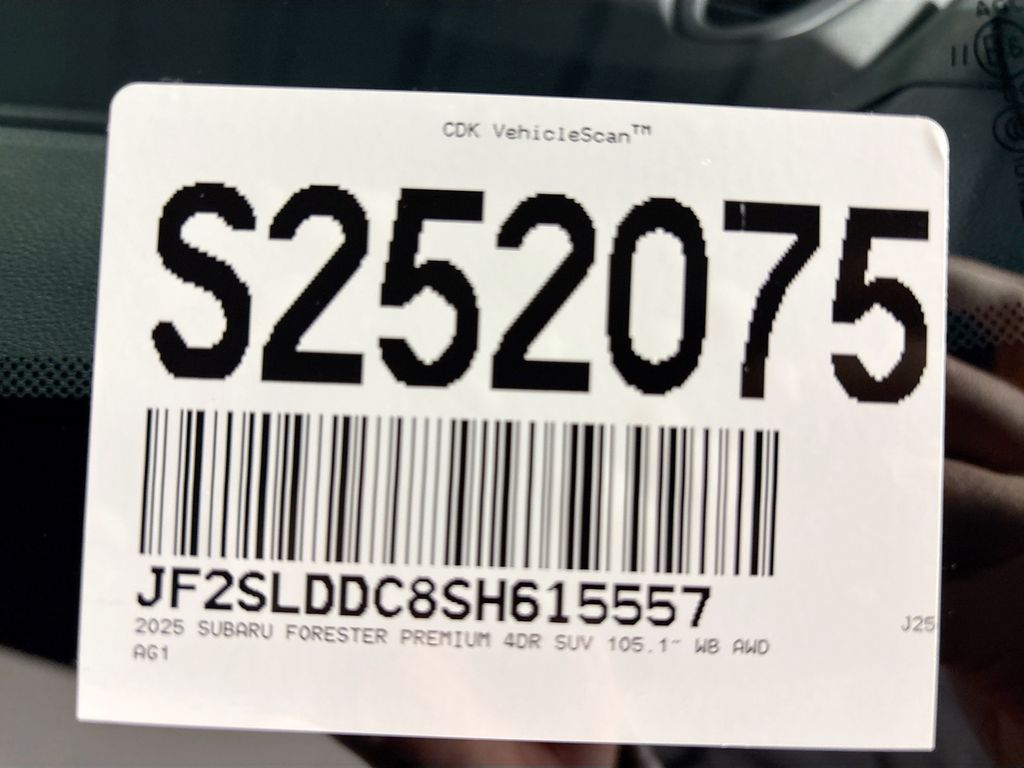 CDK VehicleScan™
S252075
JF2SLDDC8SH615557
2025 SUBARU FORESTER PREMIUM 4DR SUV 105.1" WB AWD
J25
AG1